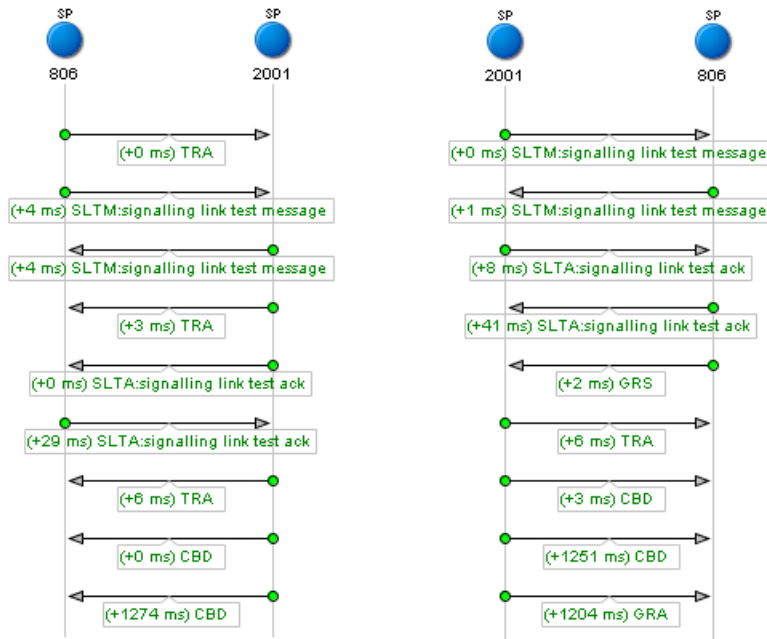 SP SP
806 2001
(+0 ms) TRA
(+4 ms) SLTM:signalling link test message
(+4 ms) SLTM:signalling link test message
(+3 ms) TRA
(+0 ms) SLTA:signalling link test ack
(+29 ms) SLTA:signalling link test ack
(+6 ms) TRA
(+0 ms) CBD
(+1274 ms) CBD
SP SP
2001 806
(+0 ms) SLTM:signalling link test message
(+1 ms) SLTM:signalling link test message
(+8 ms) SLTA:signalling link test ack
(+41 ms) SLTA:signalling link test ack
(+2 ms) GRS
(+6 ms) TRA
(+3 ms) CBD
(+1251 ms) CBD
(+1204 ms) GRA